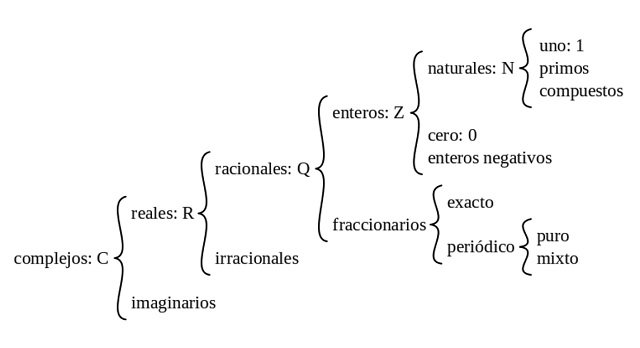 uno: 1
naturales: N
primos
compuestos
enteros: Z
cero: 0
enteros negativos
racionales: Q
fraccionarios
exacto
periódico
puro
mixto
reales: R
irracionales
complejos: C
imaginarios